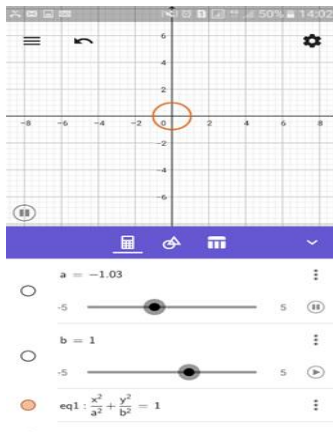 50% 14:02
6
4
2
-8 -6 -4 -2 0 2 4 6 8
-2
-4
-6
a = −1.03
-5 5
b = 1
-5 5
eq1 : x²/a² + y²/b² = 1